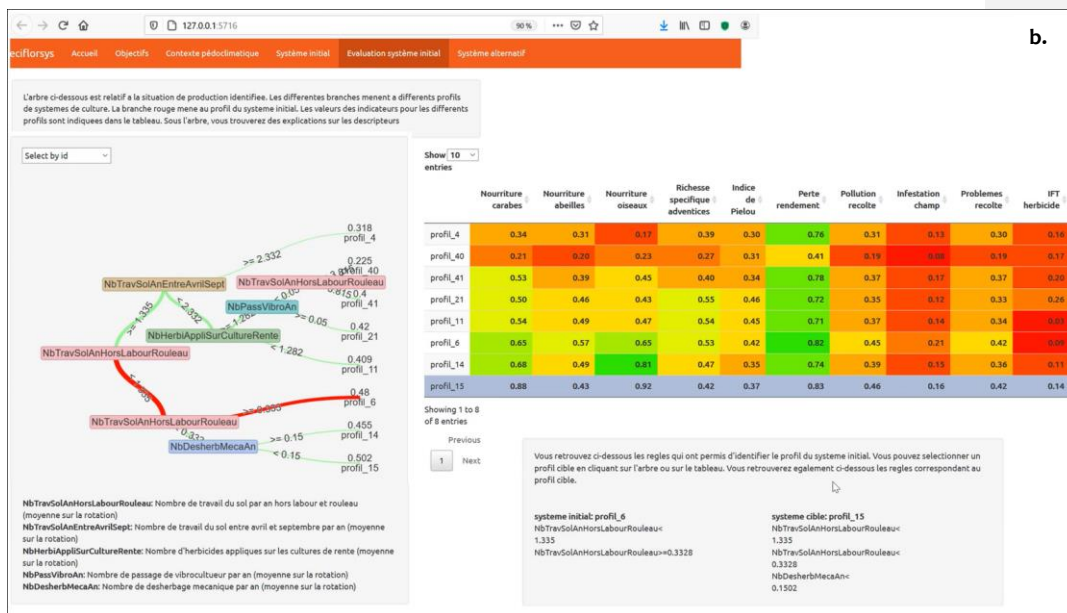 127.0.0.1:5716
90 %
b.
eciflorsys Accueil Objectifs Contexte pédoclimatique Système initial Evaluation système initial Système alternatif
L'arbre ci-dessous est relatif a la situation de production identifiee. Les differentes branches menent a differents profils
de systemes de culture. La branche rouge mene au profil du systeme initial. Les valeurs des indicateurs pour les differents
profils sont indiquees dans le tableau. Sous l'arbre, vous trouverez des explications sur les descripteurs
Select by id
0.318
profil_4
>= 2.332
0.225
profil_40
NbTravSolAnEntreAvrilSept
NbTravSolAnHorsLabourRouleau
0.4
profil_41
< 0.05
NbPassVibroAn
>= 0.05
0.42
profil_21
>= 1.335
< 2.332
>= 1.282
NbHerbiAppliSurCultureRente
< 1.282
0.409
profil_11
NbTravSolAnHorsLabourRouleau
0.48
profil_6
NbTravSolAnHorsLabourRouleau
0.455
profil_14
>= 0.15
NbDesherbMecaAn
< 0.15
0.502
profil_15
NbTravSolAnHorsLabourRouleau: Nombre de travail du sol par an hors labour et rouleau
(moyenne sur la rotation)
NbTravSolAnEntreAvrilSept: Nombre de travail du sol entre avril et septembre par an (moyenne
sur la rotation)
NbHerbiAppliSurCultureRente: Nombre d'herbicides appliques sur les cultures de rente (moyenne
sur la rotation)
NbPassVibroAn: Nombre de passage de vibrocultueur par an (moyenne sur la rotation)
NbDesherbMecaAn: Nombre de desherbage mecanique par an (moyenne sur la rotation)
Show 10
entries
Nourriture carabes Nourriture abeilles Nourriture oiseaux Richesse specifique adventices Indice de Pielou Perte rendement Pollution recolte Infestation champ Problemes recolte IFT herbicide
profil_4 0.34 0.31 0.17 0.39 0.30 0.76 0.31 0.13 0.30 0.16
profil_40 0.21 0.20 0.23 0.27 0.31 0.41 0.19 0.08 0.19 0.17
profil_41 0.53 0.39 0.45 0.40 0.34 0.78 0.37 0.17 0.37 0.20
profil_21 0.50 0.46 0.43 0.55 0.46 0.72 0.35 0.12 0.33 0.26
profil_11 0.54 0.49 0.47 0.54 0.45 0.71 0.37 0.14 0.34 0.03
profil_6 0.65 0.57 0.65 0.53 0.42 0.82 0.45 0.21 0.42 0.09
profil_14 0.68 0.49 0.81 0.47 0.35 0.74 0.39 0.15 0.36 0.11
profil_15 0.88 0.43 0.92 0.42 0.37 0.83 0.46 0.16 0.42 0.14
Showing 1 to 8
of 8 entries
Previous
1 Next
Vous retrouvez ci-dessous les regles qui ont permis d'identifier le profil du systeme initial. Vous pouvez selectionner un
profil cible en cliquant sur l'arbre ou sur le tableau. Vous retrouverez egalement ci-dessous les regles correspondant au
profil cible.
systeme initial: profil_6
NbTravSolAnHorsLabourRouleau<
1.335
NbTravSolAnHorsLabourRouleau>=0.3328
systeme cible: profil_15
NbTravSolAnHorsLabourRouleau<
1.335
NbTravSolAnHorsLabourRouleau<
0.3328
NbDesherbMecaAn<
0.1502